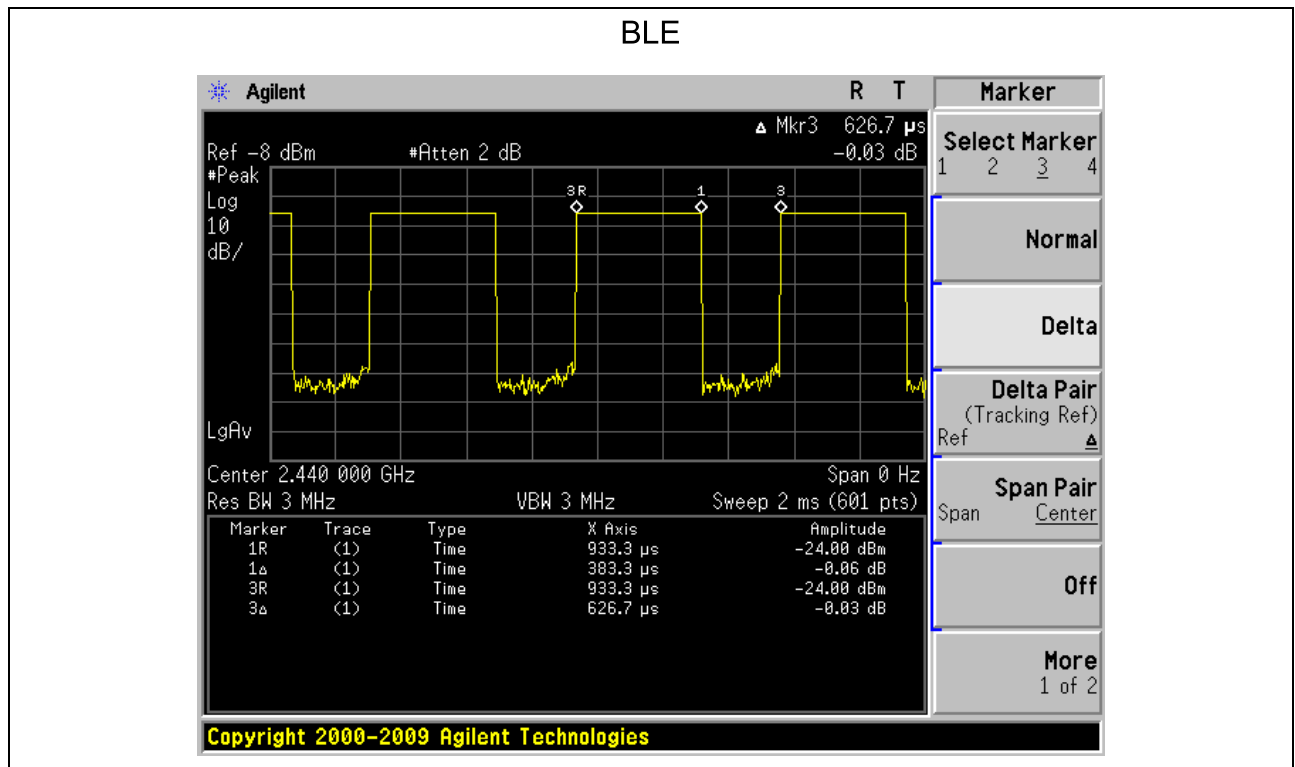 BLE
Agilent R T Marker
Δ Mkr3 626.7 µs
Ref -8 dBm #Atten 2 dB -0.03 dB
#Peak
Log
10
dB/
3R 1 3
LgAv
Center 2.440 000 GHz Span 0 Hz
Res BW 3 MHz VBW 3 MHz Sweep 2 ms (601 pts)
Marker Trace Type X Axis Amplitude
1R (1) Time 933.3 µs -24.00 dBm
1Δ (1) Time 383.3 µs -0.06 dB
3R (1) Time 933.3 µs -24.00 dBm
3Δ (1) Time 626.7 µs -0.03 dB
Select Marker
1 2 3 4
Normal
Delta
Delta Pair
(Tracking Ref)
Ref Δ
Span Pair
Span Center
Off
More
1 of 2
Copyright 2000-2009 Agilent Technologies